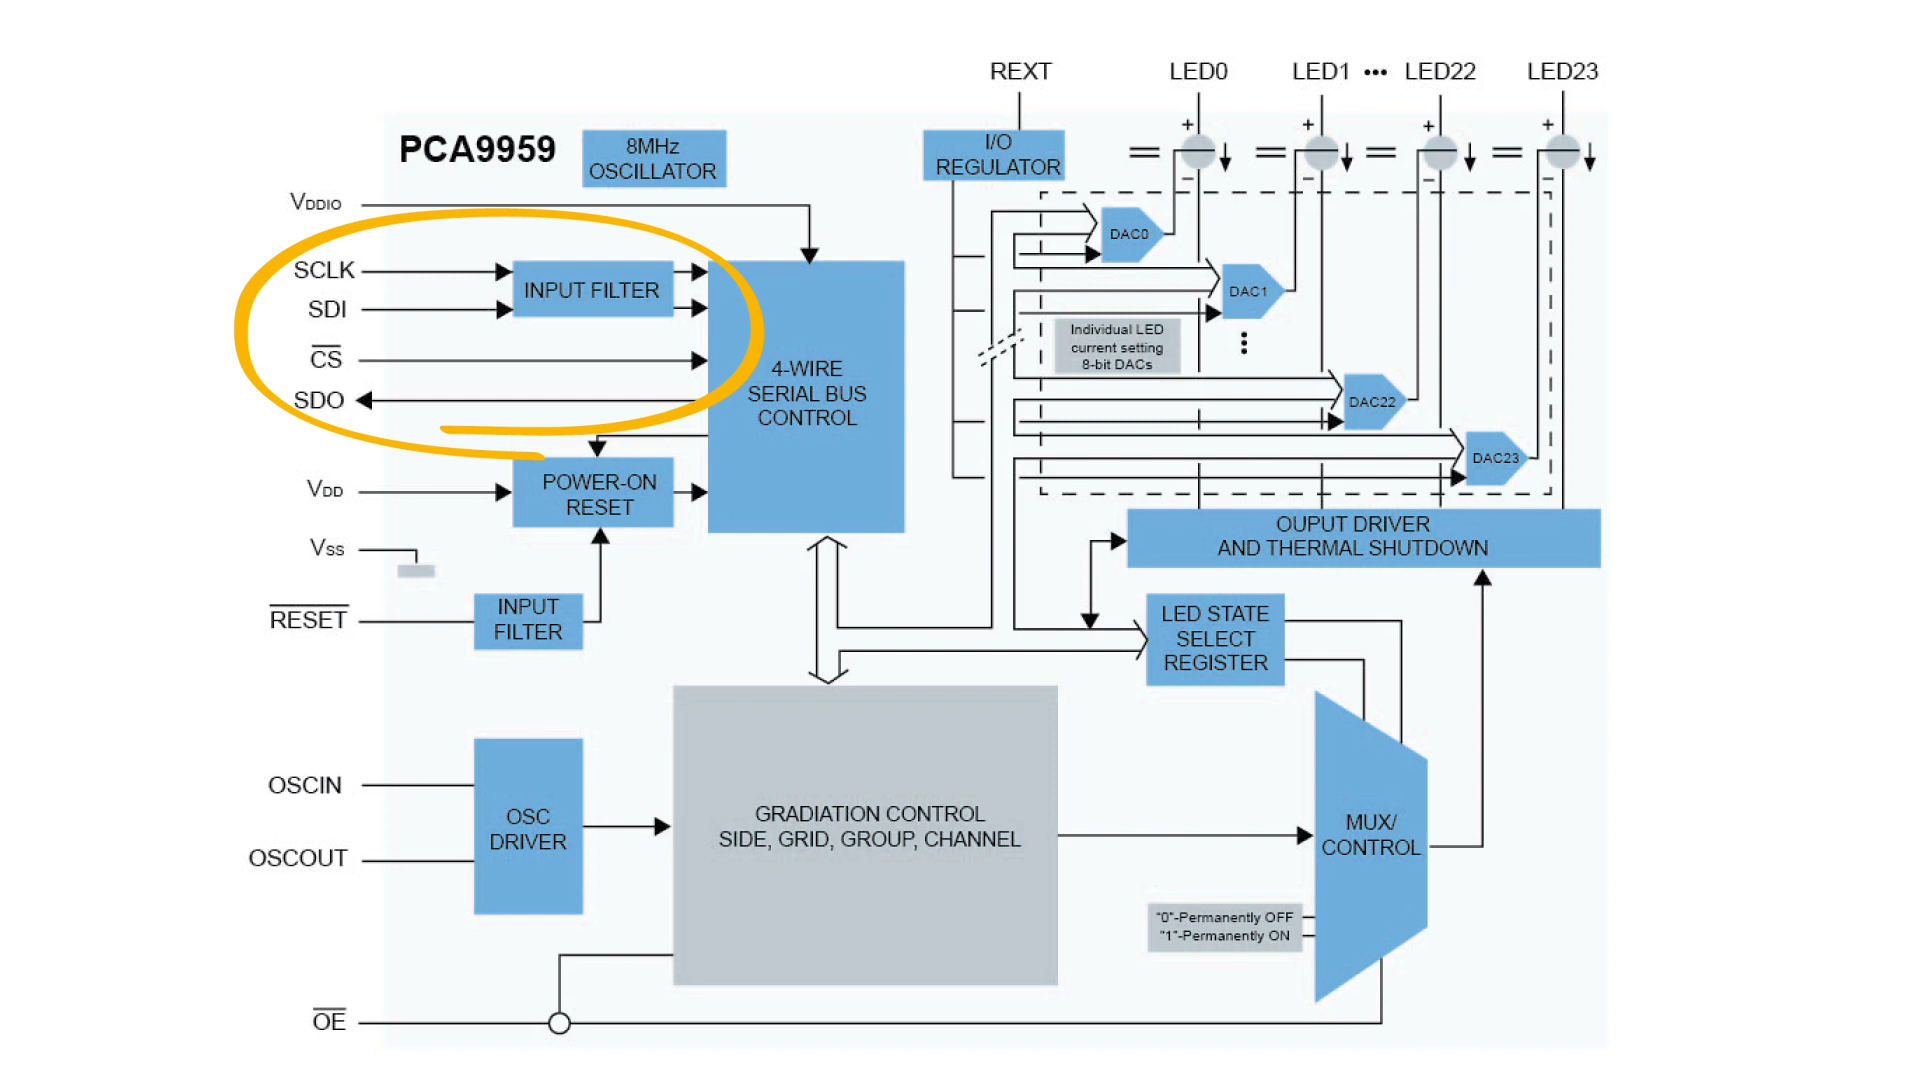 REXT
LED0
LED1 ••• LED22
LED23
PCA9959
8MHz
OSCILLATOR
I/O
REGULATOR
+
+
+
+
−
−
−
−
VDDIO
SCLK
SDI
CS
SDO
INPUT FILTER
4-WIRE
SERIAL BUS
CONTROL
DAC0
DAC1
Individual LED
current setting
8-bit DACs
DAC22
DAC23
VDD
POWER-ON
RESET
VSS
RESET
INPUT
FILTER
OUPUT DRIVER
AND THERMAL SHUTDOWN
LED STATE
SELECT
REGISTER
OSCIN
OSCOUT
OSC
DRIVER
GRADIATION CONTROL
SIDE, GRID, GROUP, CHANNEL
MUX/
CONTROL
"0"-Permanently OFF
"1"-Permanently ON
OE